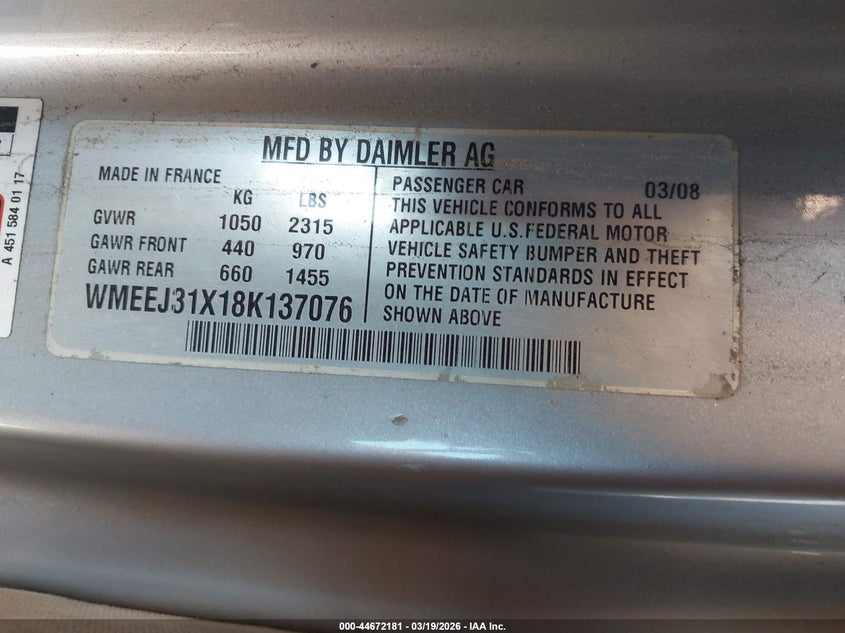 MFD BY DAIMLER AG
MADE IN FRANCE
KG LBS
GVWR 1050 2315
GAWR FRONT 440 970
GAWR REAR 660 1455
WMEEJ31X18K137076
PASSENGER CAR 03/08
THIS VEHICLE CONFORMS TO ALL
APPLICABLE U.S.FEDERAL MOTOR
VEHICLE SAFETY BUMPER AND THEFT
PREVENTION STANDARDS IN EFFECT
ON THE DATE OF MANUFACTURE
SHOWN ABOVE
A 451 584 01 17
000-44672181 - 03/19/2026 - IAA Inc.